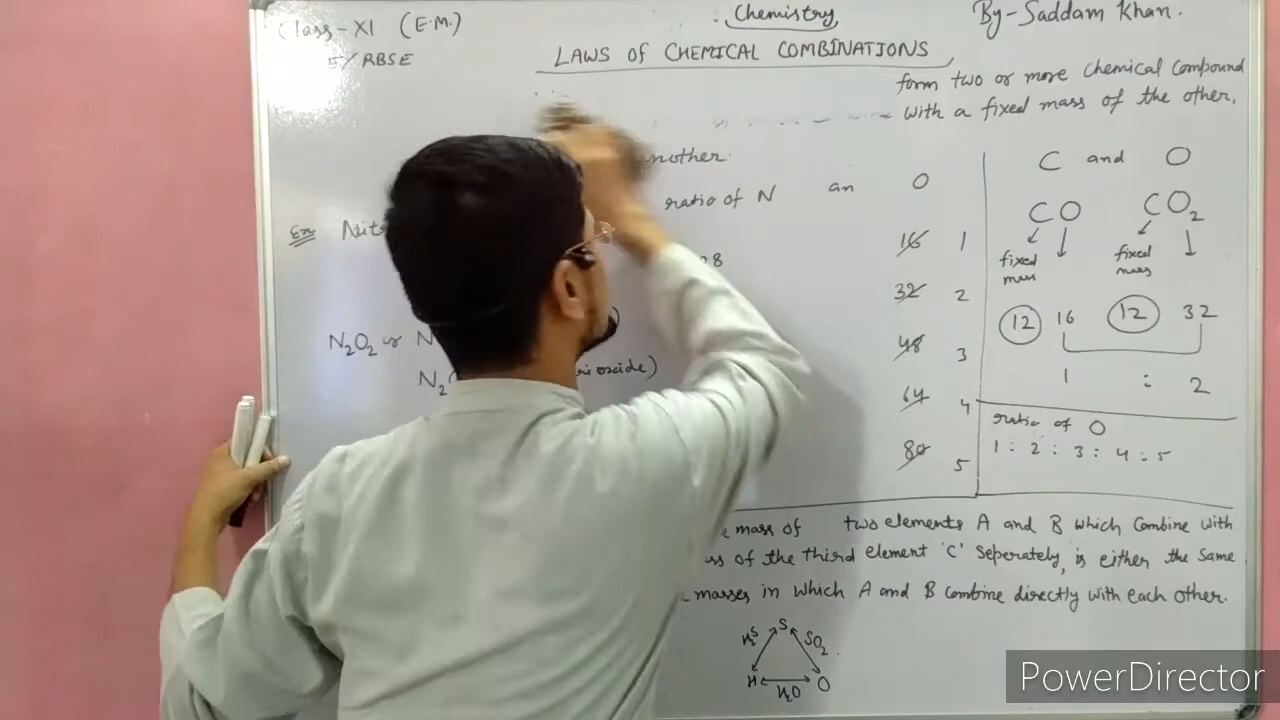 Class-XI (E.M.)
RBSE
Chemistry
By-Saddam Khan.
LAWS OF CHEMICAL COMBINATIONS
form two or more chemical compound
with a fixed mass of the other,
another.
ratio of N an O
Ex
16 1
28
32 2
N2O2 or N
48 3
oxide)
64 4
80 5
C and O
CO CO2
fixed mass fixed mass
12 16 12 32
1 : 2
ratio of O
1 : 2 : 3 : 4 : 5
mass of two elements A and B which combine with
of the third element 'C' seperately, is either the same
masses in which A and B combine directly with each other.
S
H2S SO2
H O
H2O
PowerDirector